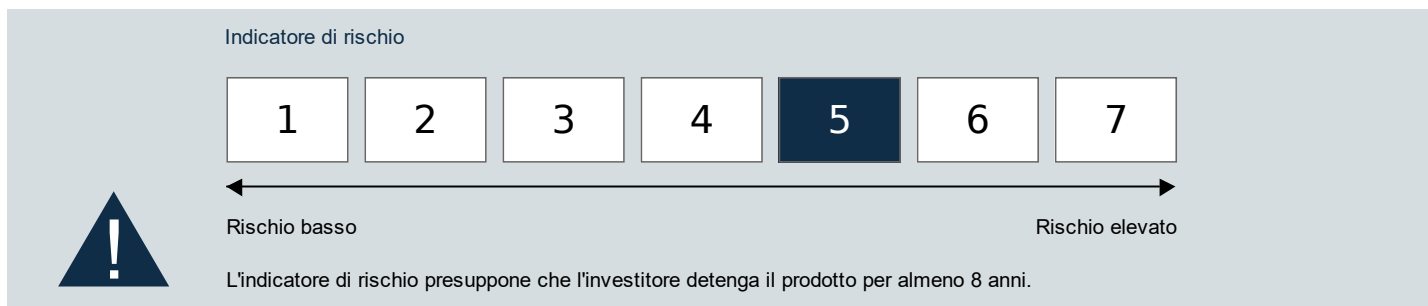 Indicatore di rischio
1 2 3 4 5 6 7
Rischio basso Rischio elevato
!
L'indicatore di rischio presuppone che l'investitore detenga il prodotto per almeno 8 anni.